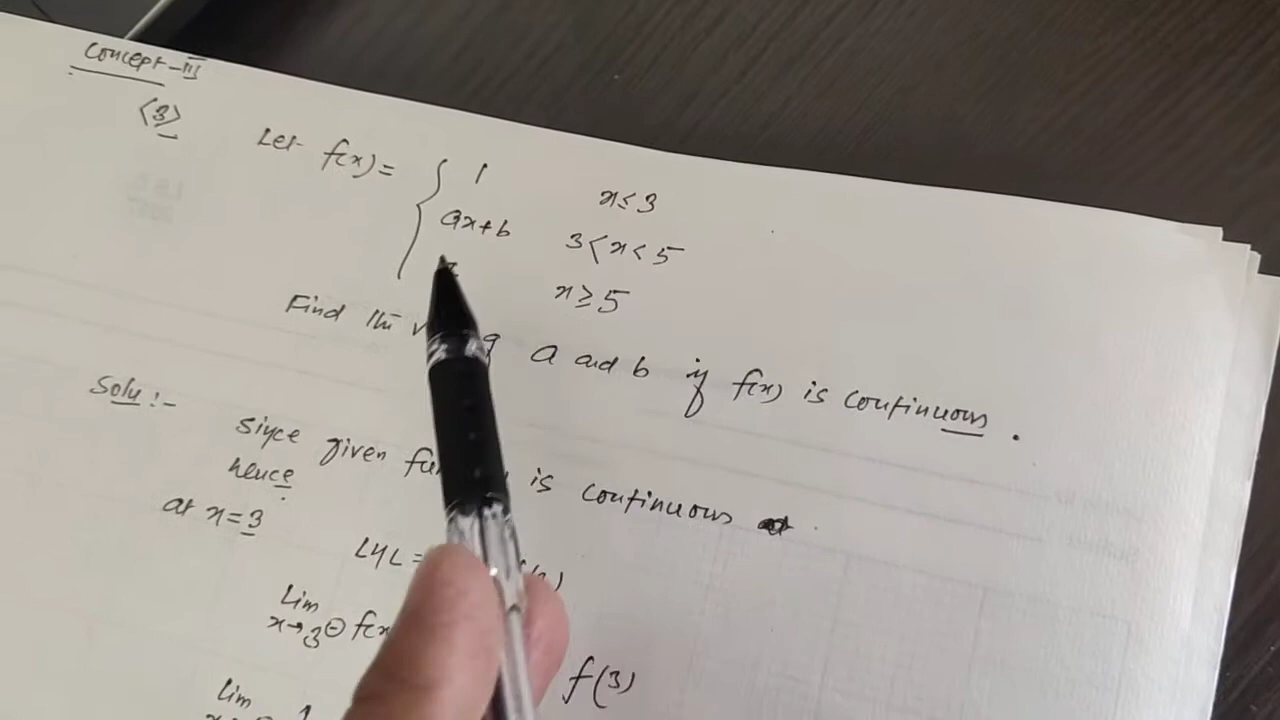 Concept-III
<3>
Let f(x) = { 1 x ≤ 3
ax+b 3 < x < 5
x ≥ 5
Find the a and b if f(x) is continuous.
Solu :-
Since given is continuous
hence
at x = 3
LHL =
Lim x→3⊖ f(x
f(3)
Lim